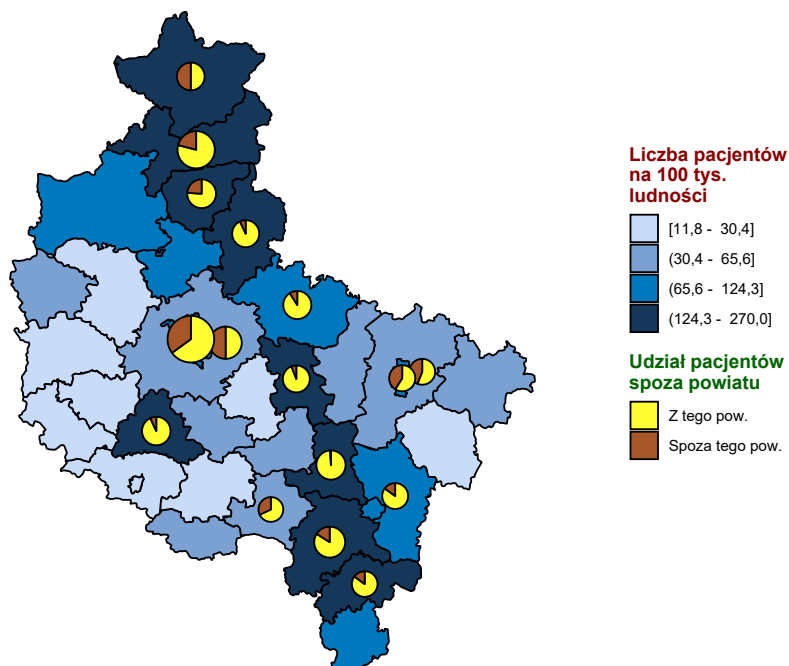 Liczba pacjentów
na 100 tys.
ludności
[11,8 - 30,4]
(30,4 - 65,6]
(65,6 - 124,3]
(124,3 - 270,0]
Udział pacjentów
spoza powiatu
Z tego pow.
Spoza tego pow.